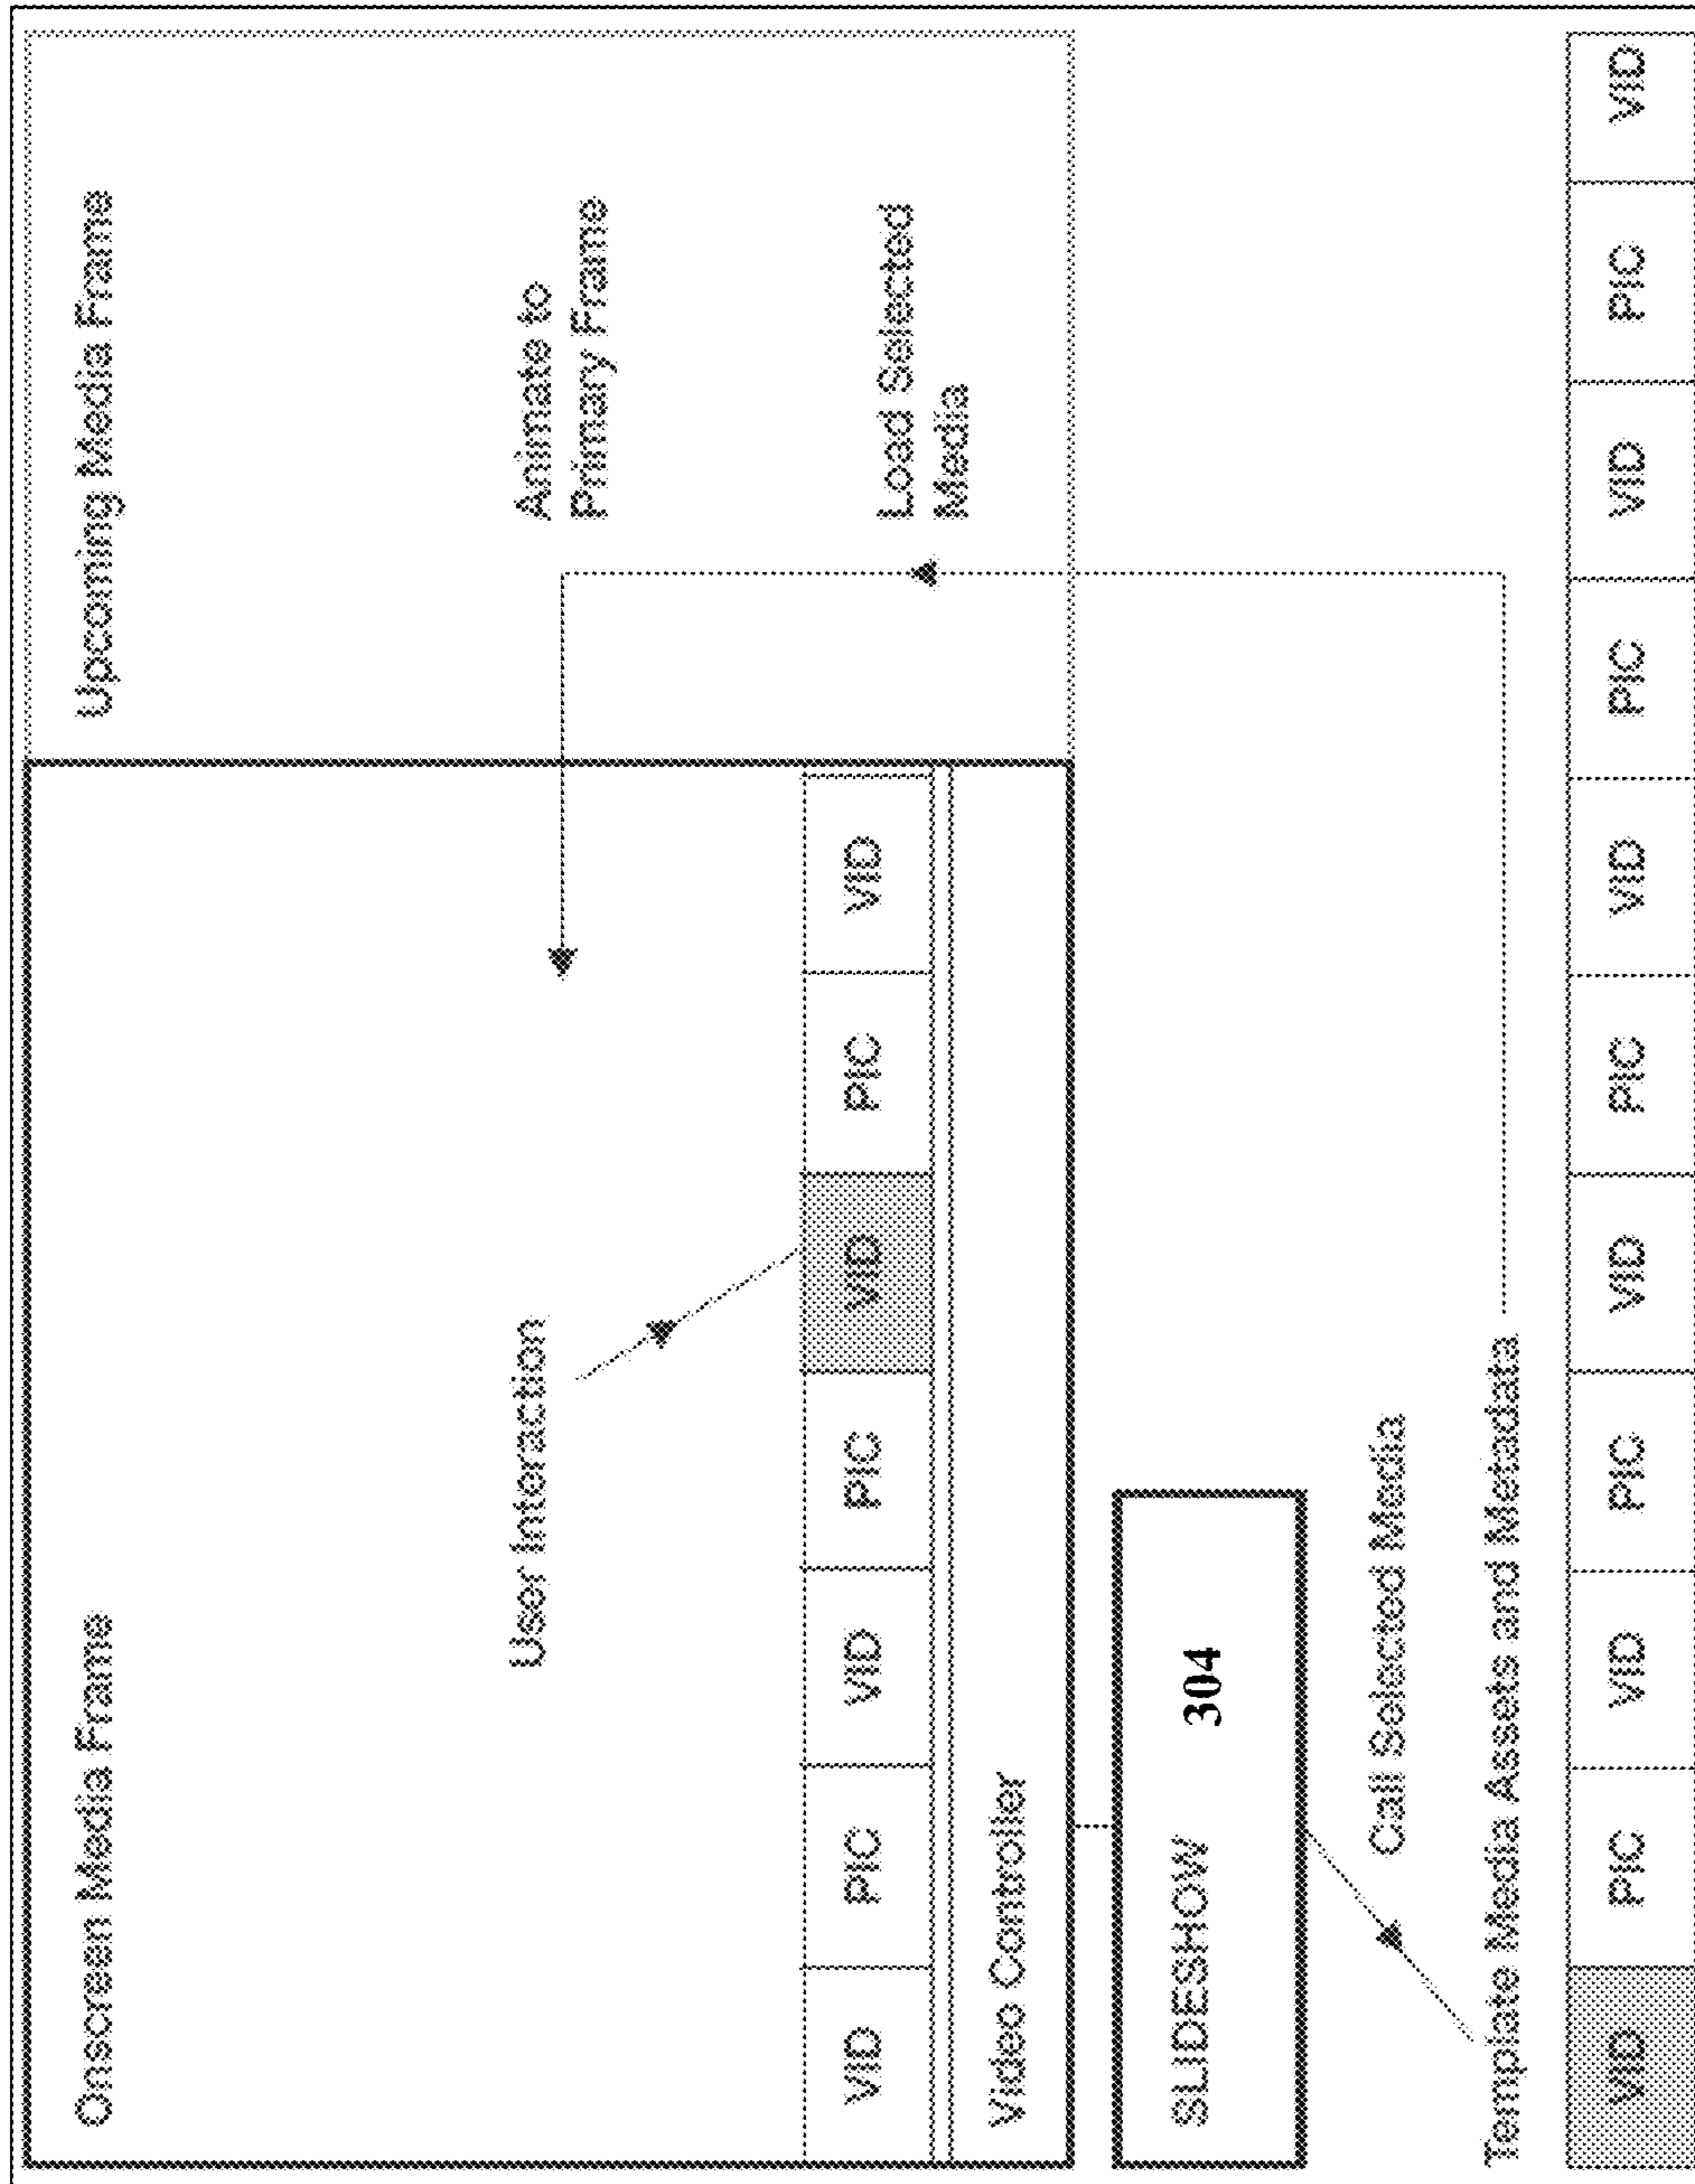 Onscreen Media Frame
Upcoming Media Frame
User Interaction
Animate to
Primary Frame
Load Selected
Media
VID PIC VID PIC VID PIC VID
Video Controller
SLIDESHOW 304
Call Selected Media
Template Media Assets and Metadata
VID PIC VID PIC VID PIC VID PIC VID PIC VID